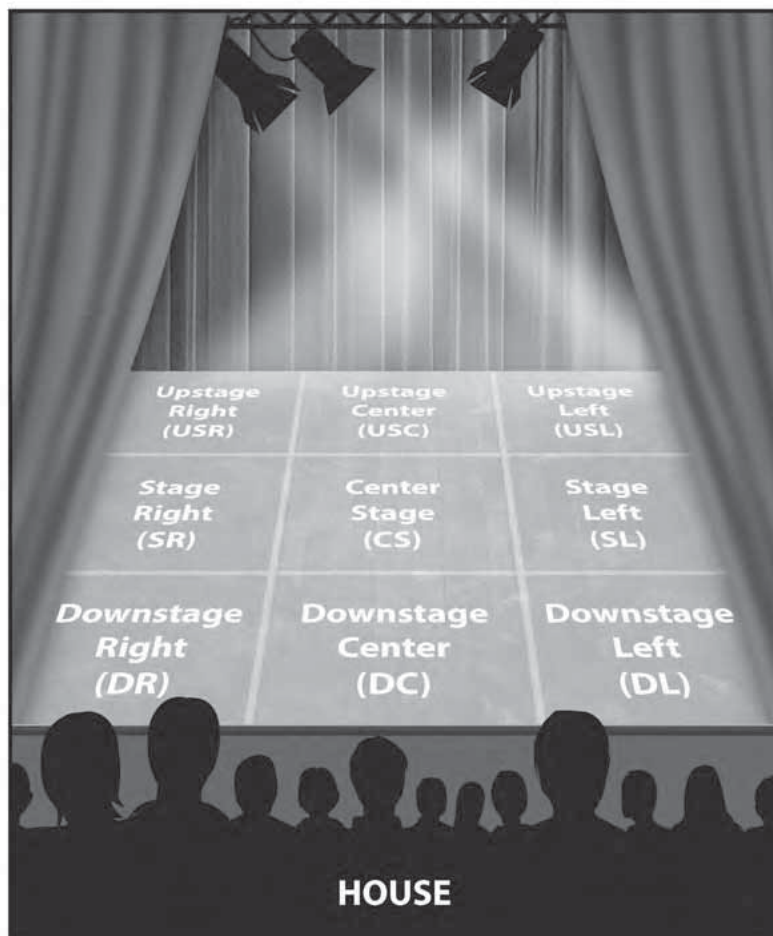 Upstage
Right
(USR)
Upstage
Center
(USC)
Upstage
Left
(USL)
Stage
Right
(SR)
Center
Stage
(CS)
Stage
Left
(SL)
Downstage
Right
(DR)
Downstage
Center
(DC)
Downstage
Left
(DL)
HOUSE